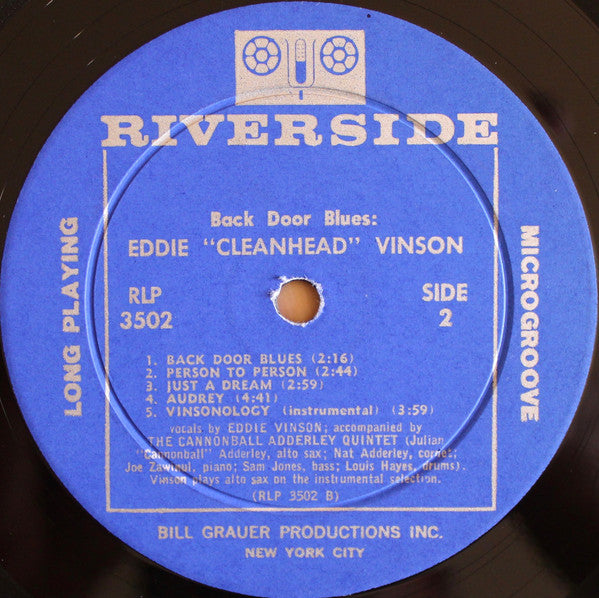 RIVERSIDE
LONG PLAYING
MICROGROOVE
Back Door Blues:
EDDIE "CLEANHEAD" VINSON
RLP
3502
SIDE
2
1. BACK DOOR BLUES (2:16)
2. PERSON TO PERSON (2:44)
3. JUST A DREAM (2:59)
4. AUDREY (4:41)
5. VINSONOLOGY (instrumental) (3:59)
vocals by EDDIE VINSON; accompanied by
THE CANNONBALL ADDERLEY QUINTET (Julian
"Cannonball" Adderley, alto sax; Nat Adderley, cornet;
Joe Zawinul, piano; Sam Jones, bass; Louis Hayes, drums).
Vinson plays alto sax on the instrumental selection.
(RLP 3502 B)
BILL GRAUER PRODUCTIONS INC.
NEW YORK CITY